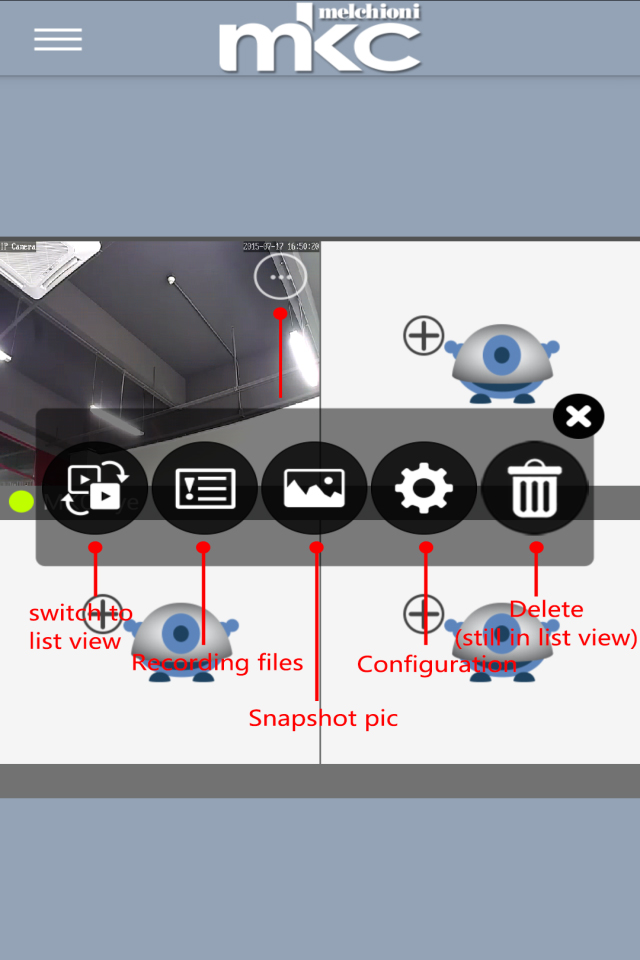 melchioni
mkc
IP Camera
2015-07-17 16:50:20
switch to
list view
Recording files
Snapshot pic
Configuration
Delete
(still in list view)